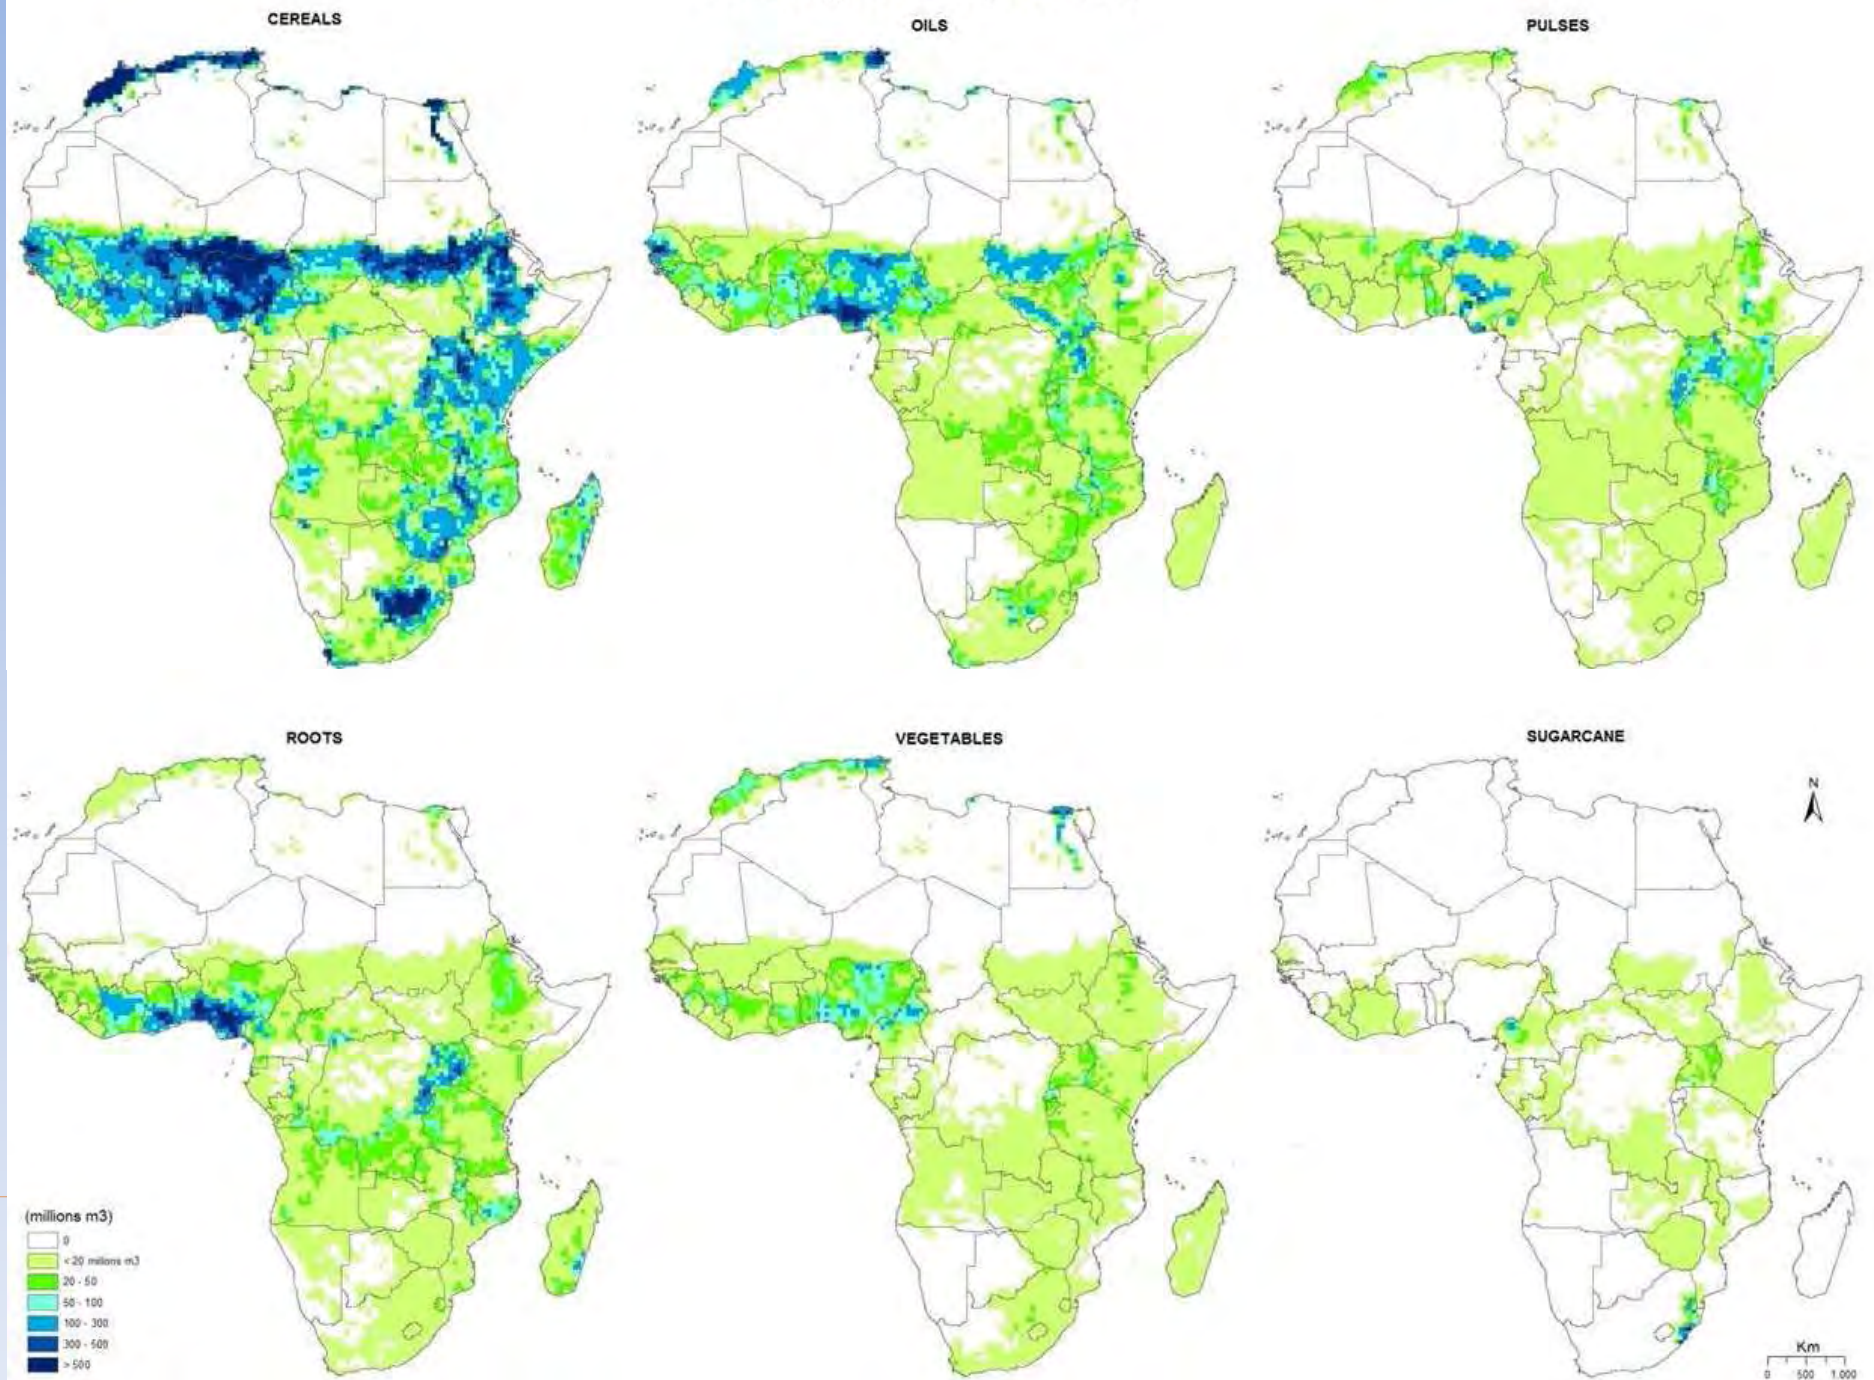 CEREALS
OILS
PULSES
ROOTS
VEGETABLES
SUGARCANE
N
(millions m3)
0
<20 millions m3
20 - 50
50 - 100
100 - 300
300 - 500
> 500
Km
0 500 1.000